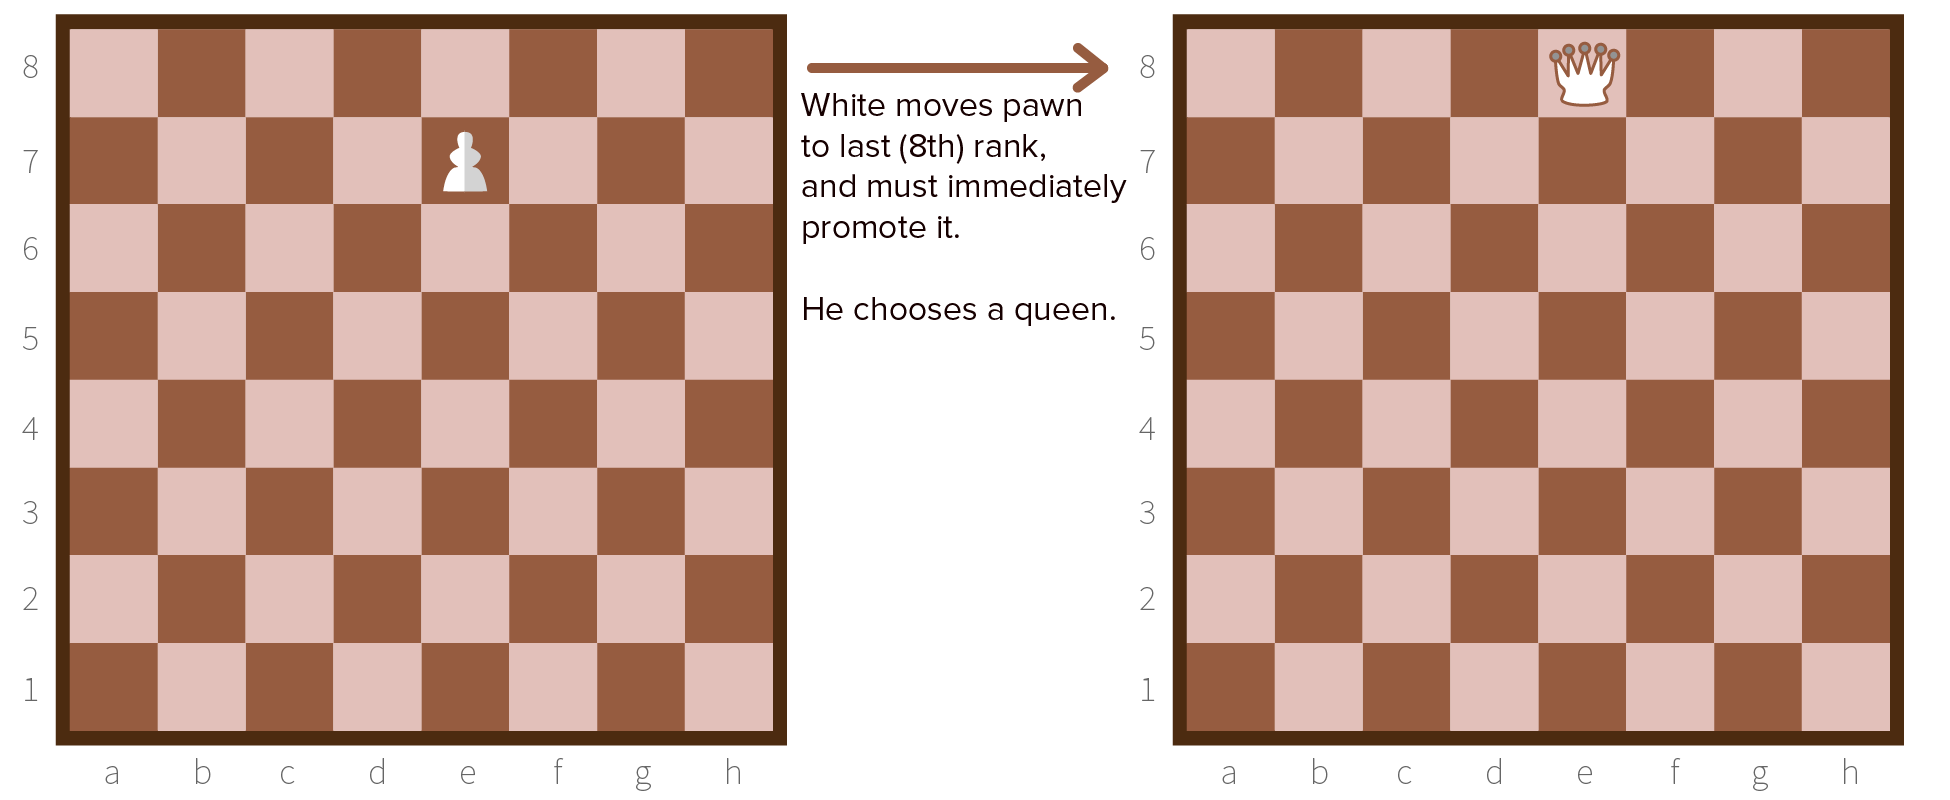 8
7
6
5
4
3
2
1
a b c d e f g h
White moves pawn
to last (8th) rank,
and must immediately
promote it.
He chooses a queen.
8
7
6
5
4
3
2
1
a b c d e f g h